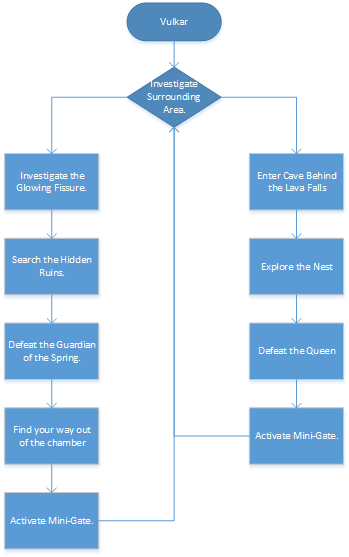 Vulkar
Investigate
Surrounding
Area.
Investigate the
Glowing Fissure.
Search the Hidden
Ruins.
Defeat the Guardian
of the Spring.
Find your way out
of the chamber
Activate Mini-Gate.
Enter Cave Behind
the Lava Falls
Explore the Nest
Defeat the Queen
Activate Mini-Gate.